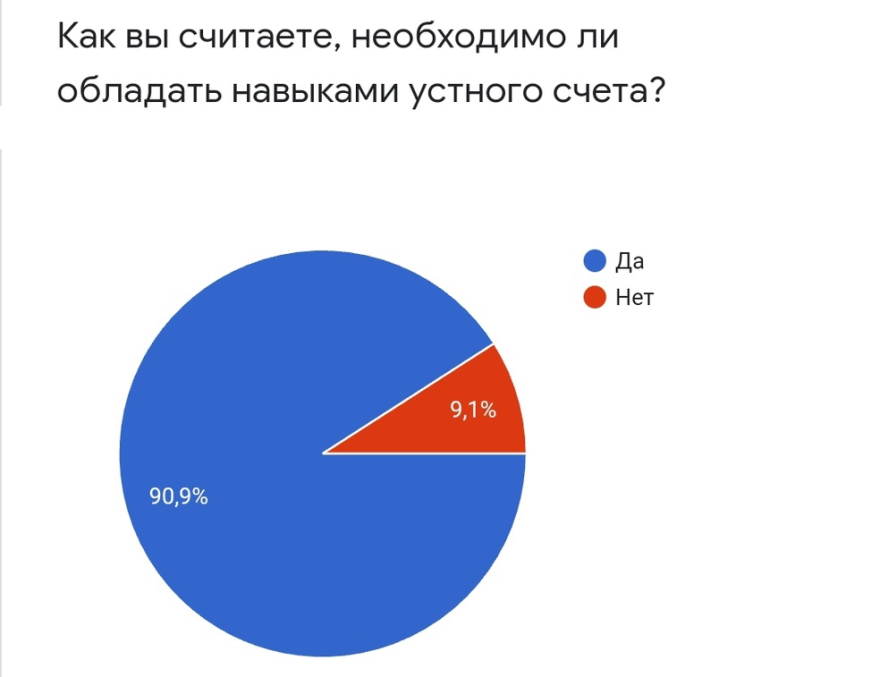 Как вы считаете, необходимо ли
обладать навыками устного счета?
Да
Нет
9,1%
90,9%